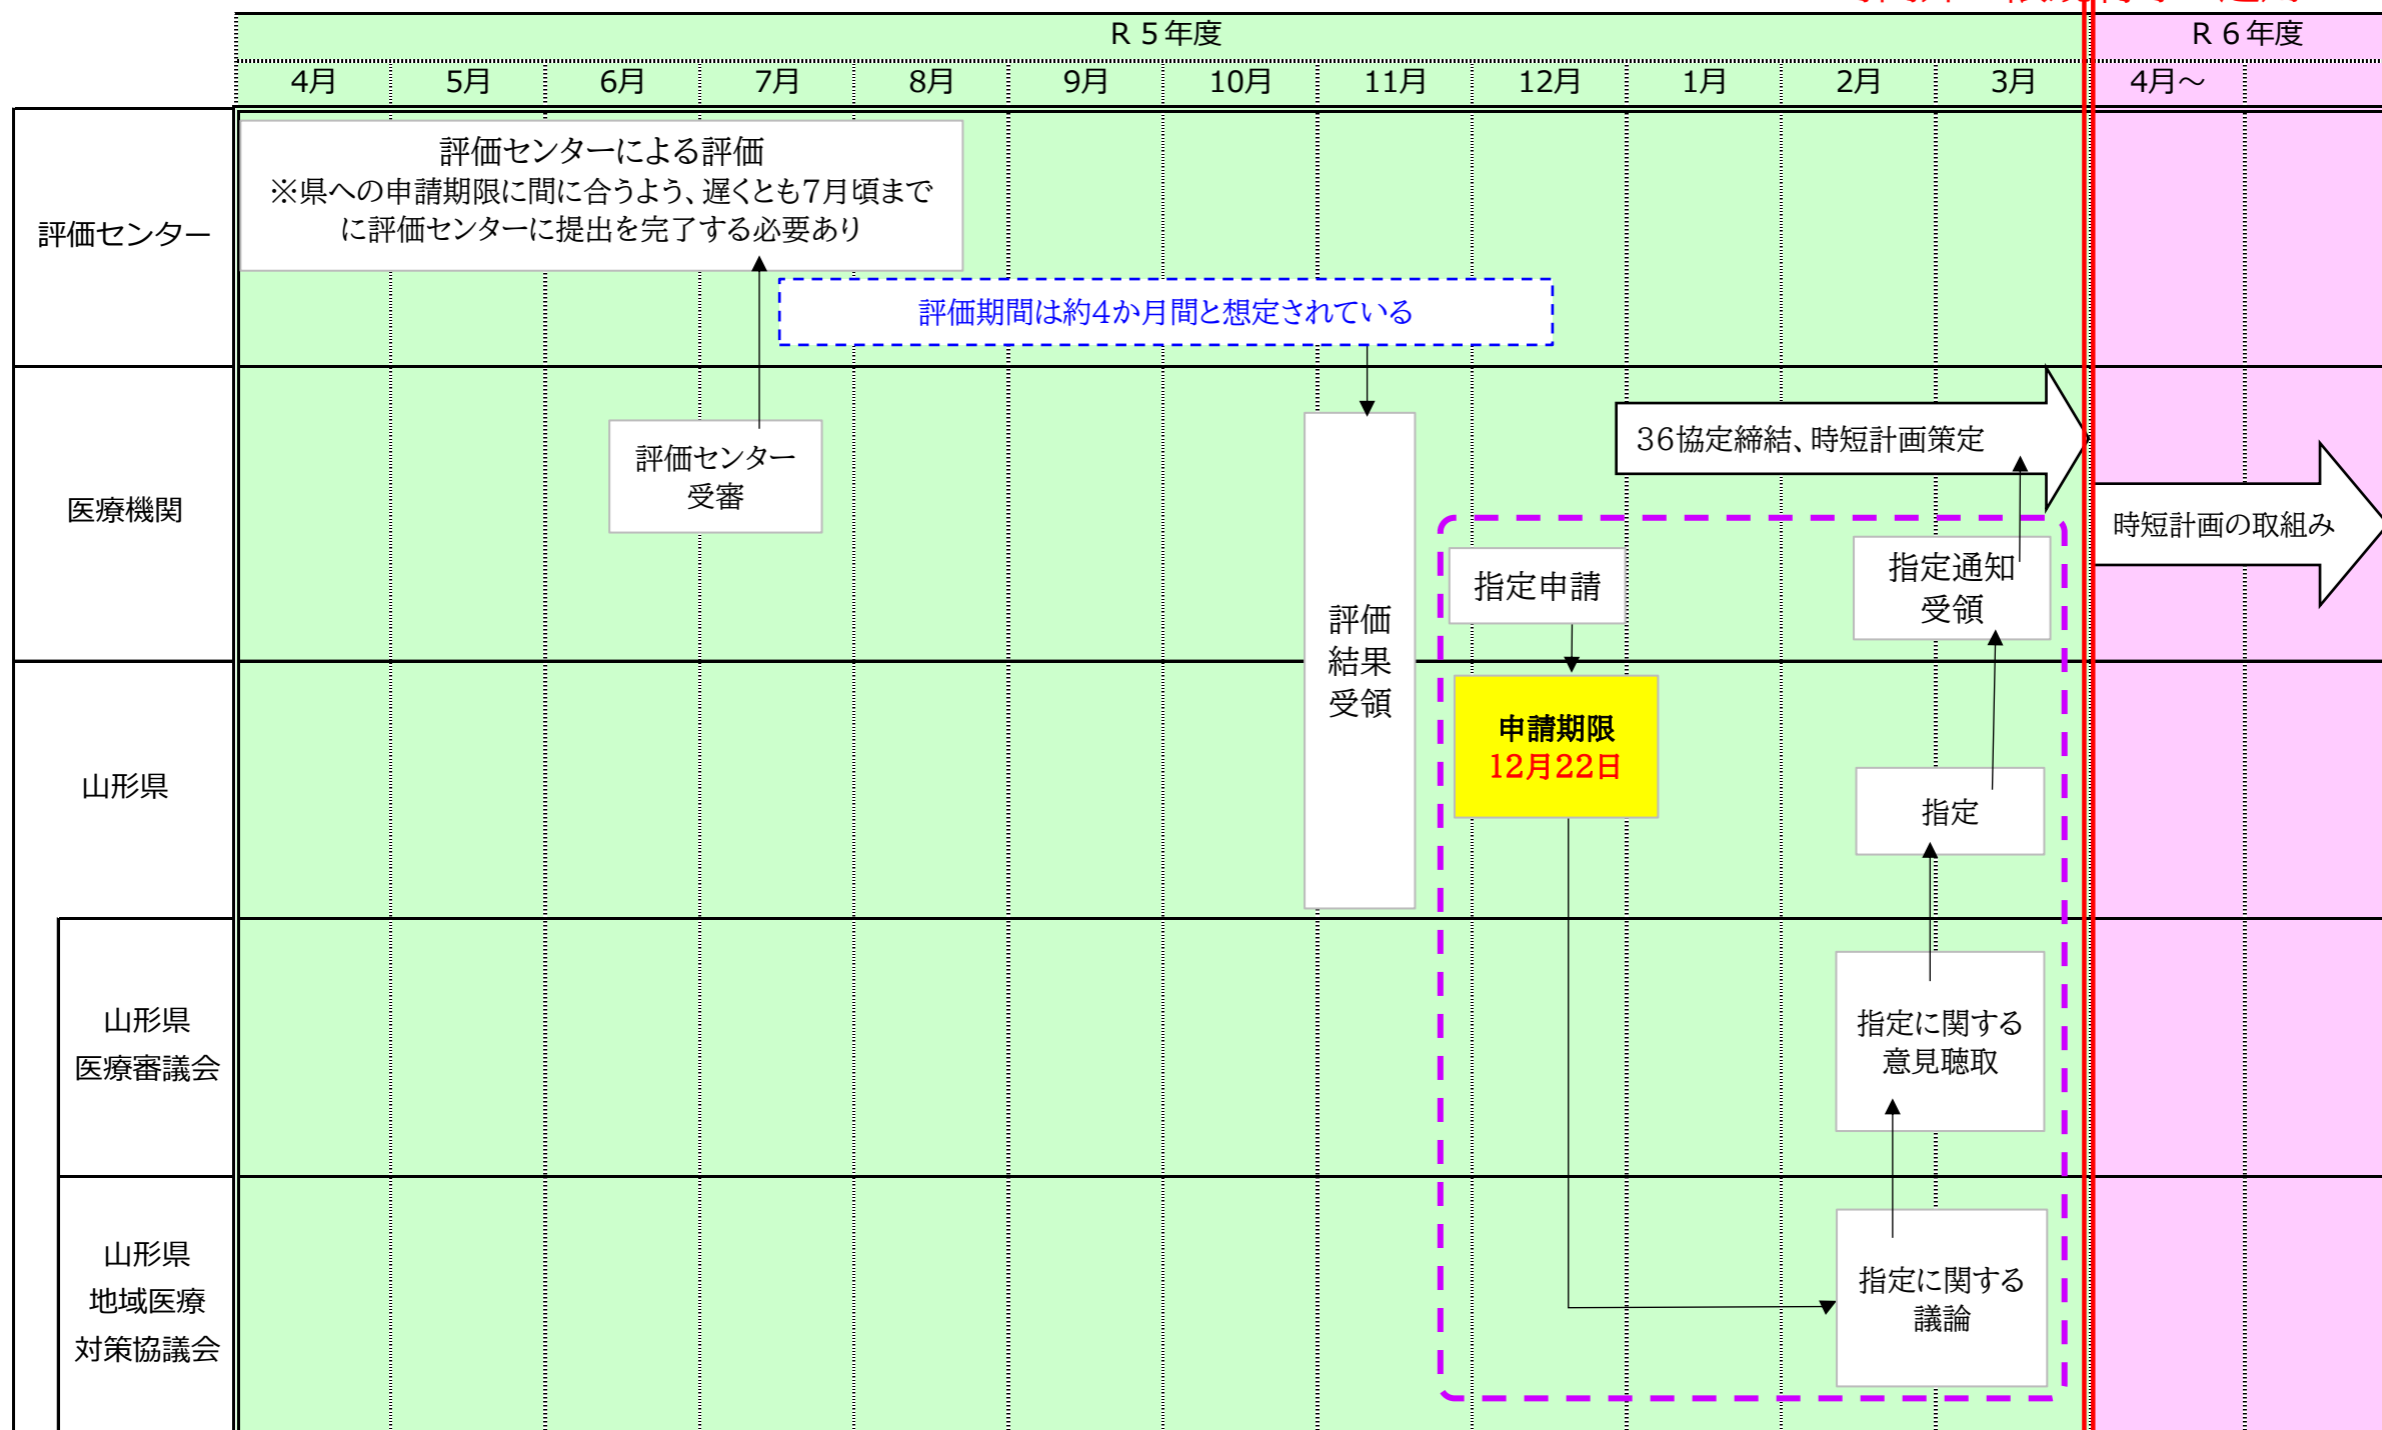 R5年度
R6年度
4月
5月
6月
7月
8月
9月
10月
11月
12月
1月
2月
3月
4月～
評価センター
評価センターによる評価
※県への申請期限に間に合うよう、遅くとも7月頃まで
に評価センターに提出を完了する必要あり
評価期間は約4か月間と想定されている
医療機関
評価センター
受審
評価
結果
受領
36協定締結、時短計画策定
時短計画の取組み
指定申請
指定通知
受領
山形県
申請期限
12月22日
指定
山形県
医療審議会
指定に関する
意見聴取
山形県
地域医療
対策協議会
指定に関する
議論